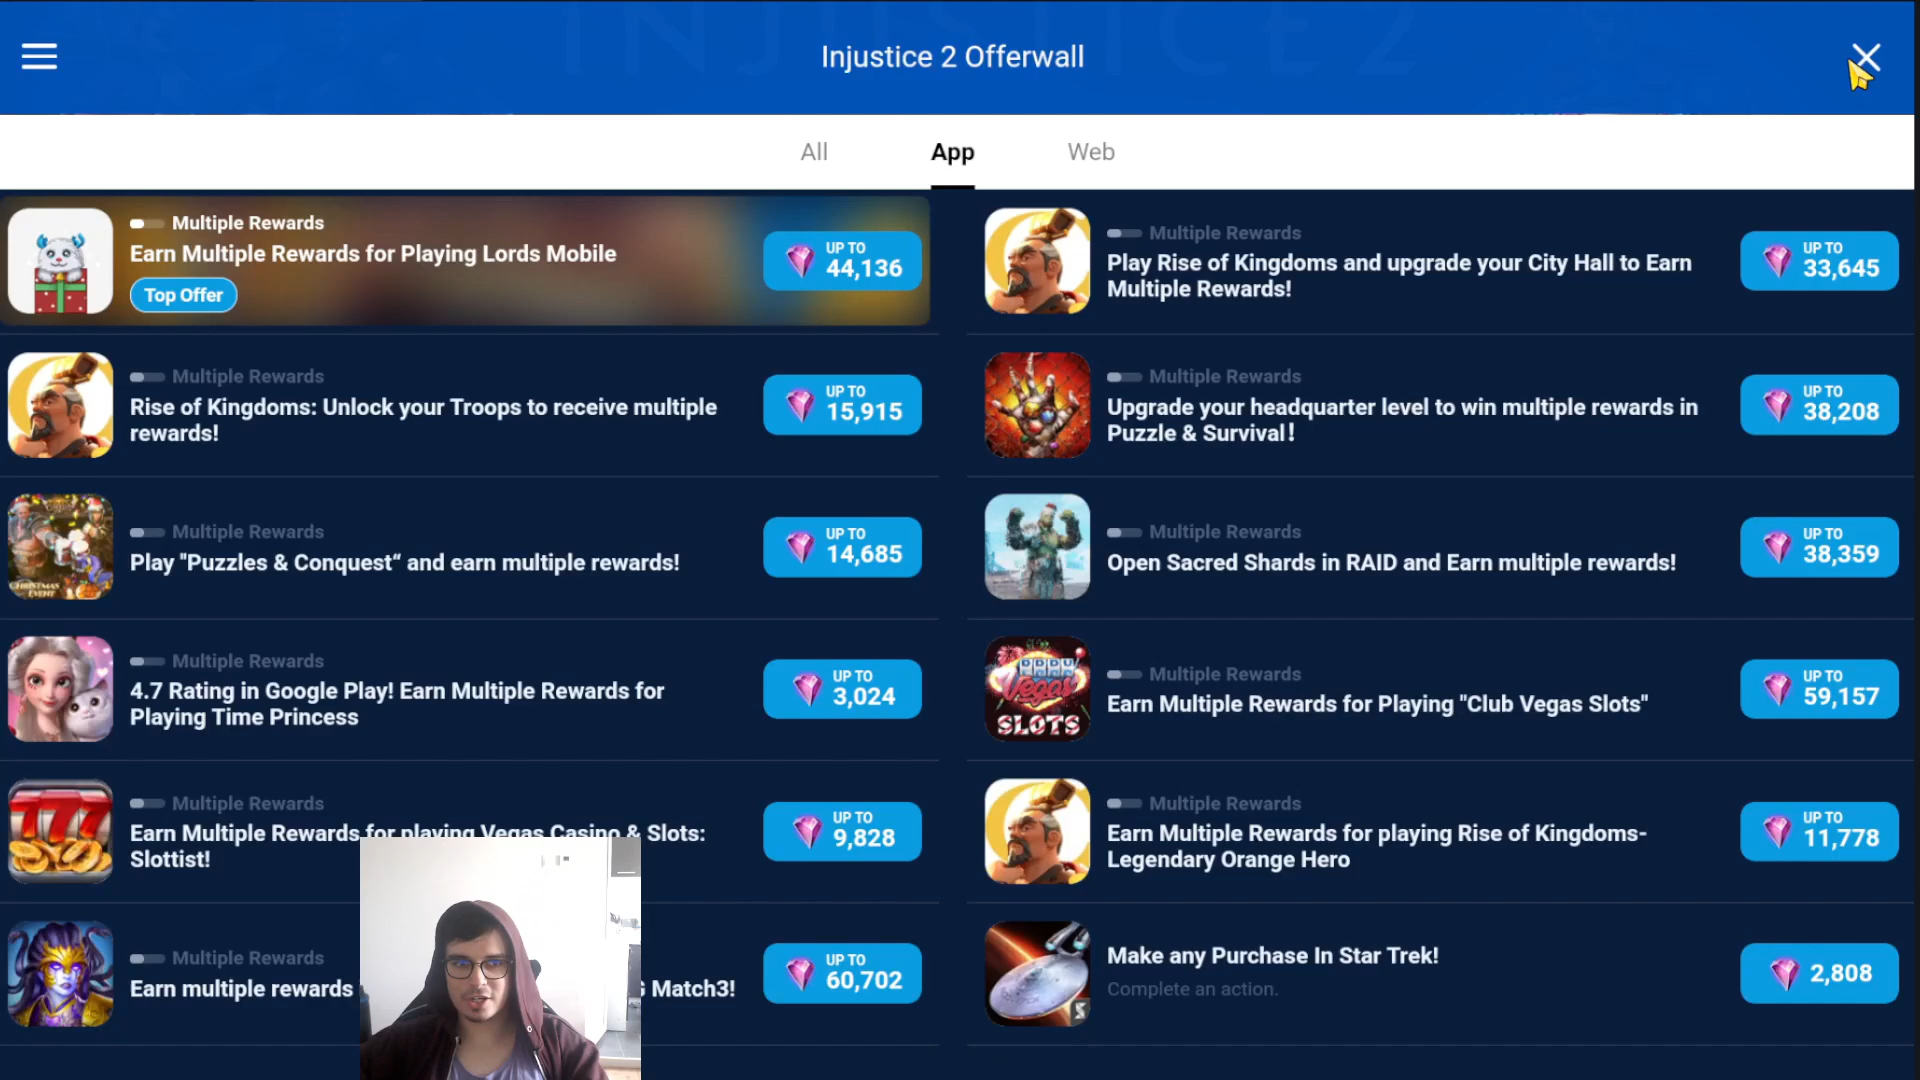 Injustice 2 Offerwall
All
App
Web
Multiple Rewards
Earn Multiple Rewards for Playing Lords Mobile
Top Offer
UP TO
44,136
Multiple Rewards
Play Rise of Kingdoms and upgrade your City Hall to Earn
Multiple Rewards!
UP TO
33,645
Multiple Rewards
Rise of Kingdoms: Unlock your Troops to receive multiple
rewards!
UP TO
15,915
Multiple Rewards
Upgrade your headquarter level to win multiple rewards in
Puzzle & Survival!
UP TO
38,208
Multiple Rewards
Play "Puzzles & Conquest“ and earn multiple rewards!
UP TO
14,685
CHRISTMAS
EVENT
Multiple Rewards
Open Sacred Shards in RAID and Earn multiple rewards!
UP TO
38,359
Multiple Rewards
4.7 Rating in Google Play! Earn Multiple Rewards for
Playing Time Princess
UP TO
3,024
Vegas
SLOTS
Multiple Rewards
Earn Multiple Rewards for Playing "Club Vegas Slots"
UP TO
59,157
777
Multiple Rewards
Earn Multiple Rewards for playing Vegas Casino & Slots:
Slottist!
UP TO
9,828
Multiple Rewards
Earn Multiple Rewards for playing Rise of Kingdoms-
Legendary Orange Hero
UP TO
11,778
Multiple Rewards
Earn multiple rewards Match3!
UP TO
60,702
Make any Purchase In Star Trek!
Complete an action.
2,808